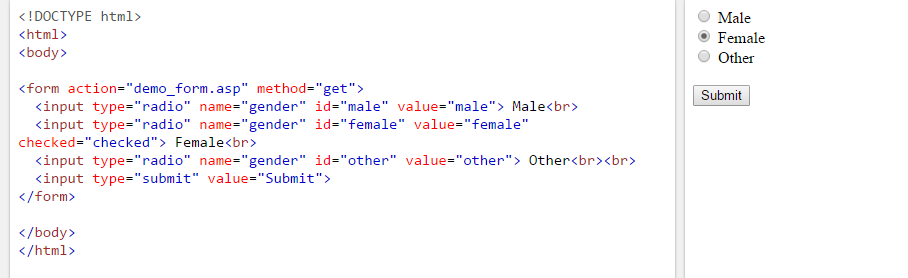 <!DOCTYPE html>
<html>
<body>
<form action="demo_form.asp" method="get">
<input type="radio" name="gender" id="male" value="male"> Male<br>
<input type="radio" name="gender" id="female" value="female"
checked="checked"> Female<br>
<input type="radio" name="gender" id="other" value="other"> Other<br><br>
<input type="submit" value="Submit">
</form>
</body>
</html>
Male
Female
Other
Submit